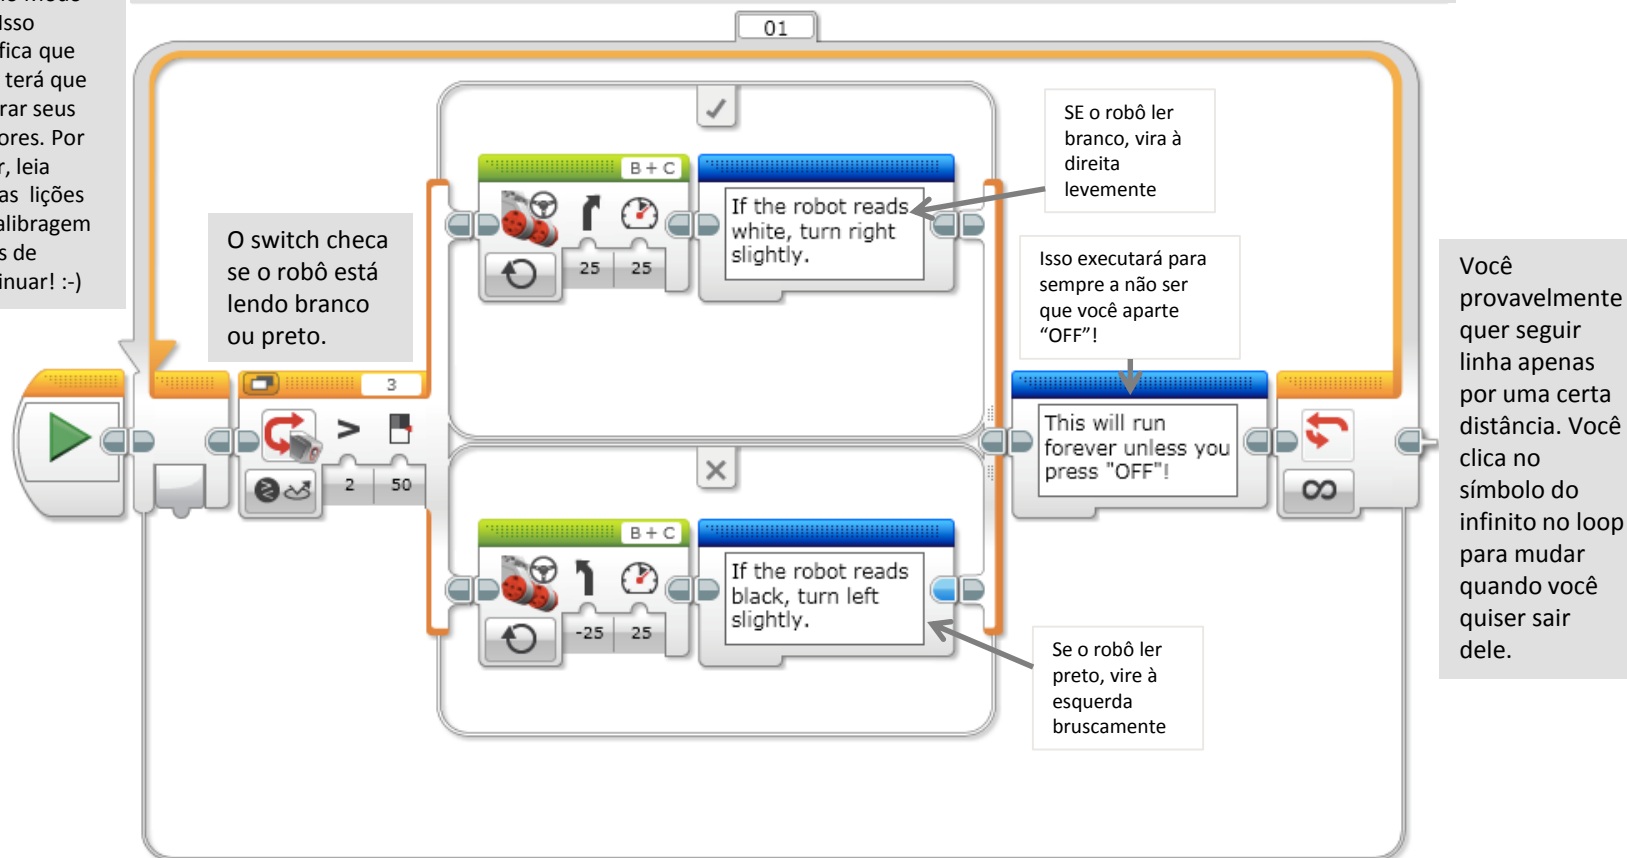 Isso
fica que
terá que
rar seus
ores. Por
r, leia
as lições
alibragem
s de
inuar! :-)
01
O switch checa
se o robô está
lendo branco
ou preto.
3
>
2
50
B + C
25
25
If the robot reads
white, turn right
slightly.
SE o robô ler
branco, vira à
direita
levemente
Isso executará para
sempre a não ser
que você aparte
“OFF”!
This will run
forever unless you
press "OFF"!
∞
B + C
-25
25
If the robot reads
black, turn left
slightly.
Se o robô ler
preto, vire à
esquerda
bruscamente
Você
provavelmente
quer seguir
linha apenas
por uma certa
distância. Você
clica no
símbolo do
infinito no loop
para mudar
quando você
quiser sair
dele.